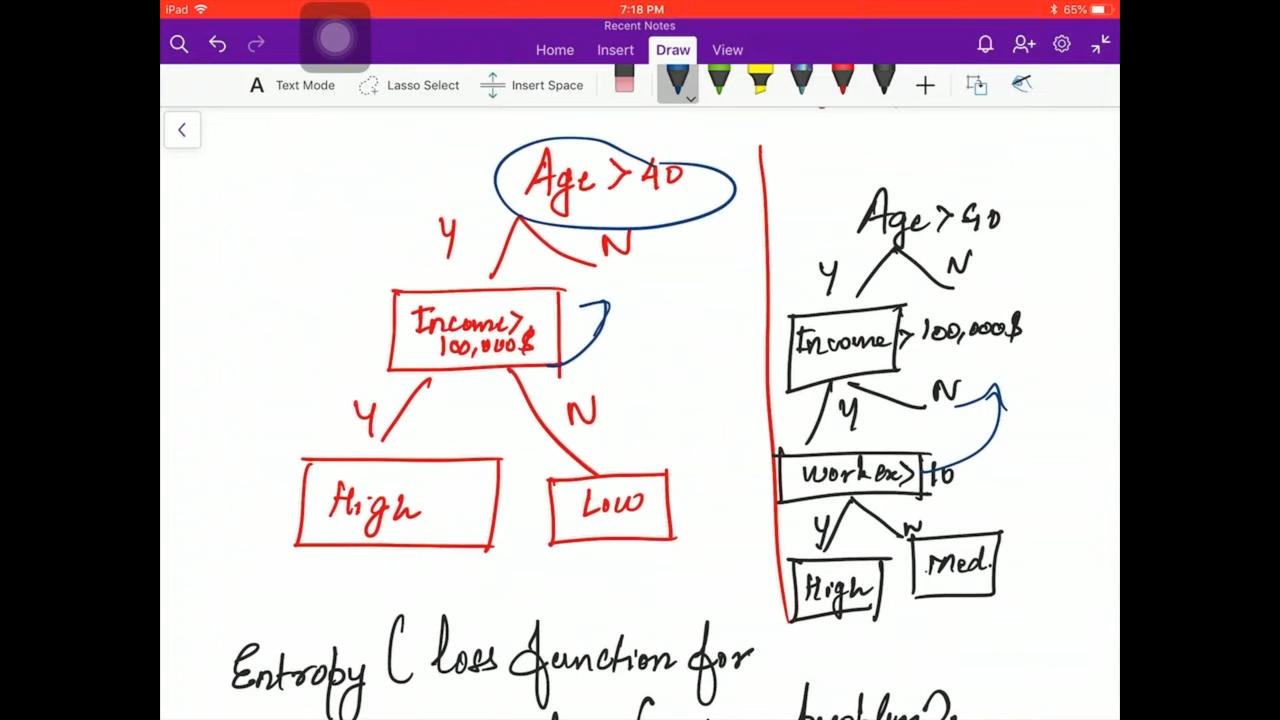 iPad 7:18 PM 65%
Recent Notes
Home Insert Draw View
A Text Mode Lasso Select Insert Space
Age > 40
Y N
Income >
100,000$
Y N
High Low
Age > 40
Y N
Income > 100,000$
Y N
Workex > 10
Y N
High Med.
Entropy ( loss function for